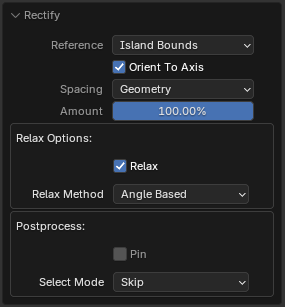 Rectify
Reference Island Bounds
Orient To Axis
Spacing Geometry
Amount 100.00%
Relax Options:
Relax
Relax Method Angle Based
Postprocess:
Pin
Select Mode Skip